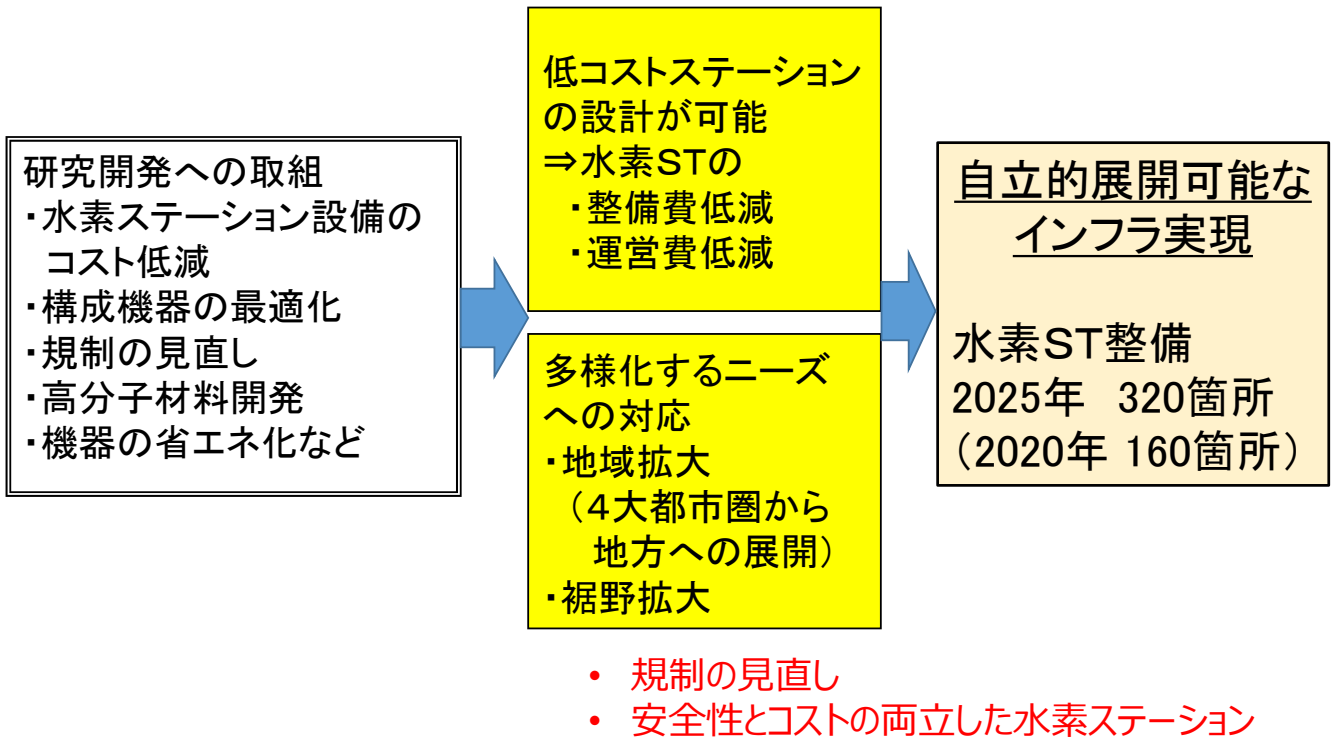 研究開発への取組
・水素ステーション設備の
コスト低減
・構成機器の最適化
・規制の見直し
・高分子材料開発
・機器の省エネ化など
低コストステーション
の設計が可能
⇒水素STの
・整備費低減
・運営費低減
多様化するニーズ
への対応
・地域拡大
(4大都市圏から
地方への展開)
・裾野拡大
自立的展開可能な
インフラ実現
水素ST整備
2025年 320箇所
(2020年 160箇所)
• 規制の見直し
• 安全性とコストの両立した水素ステーション